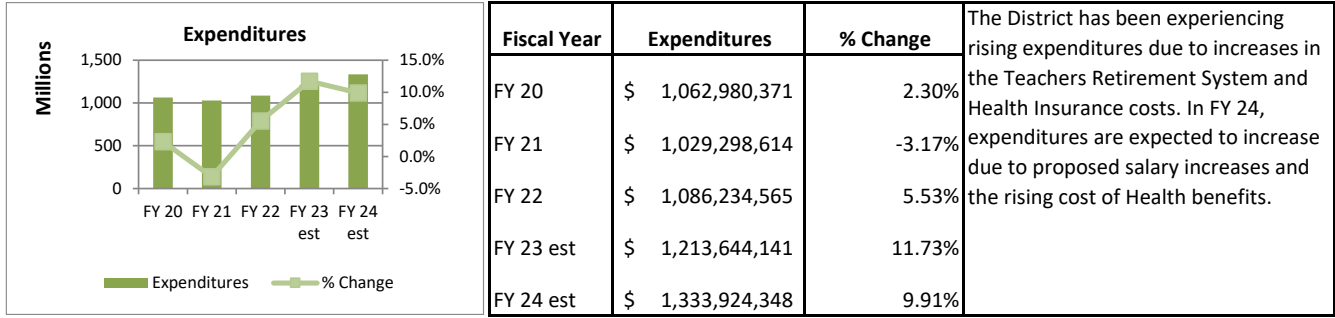 Expenditures
Millions
1,500
1,000
500
0
15.0%
10.0%
5.0%
0.0%
-5.0%
FY 20 FY 21 FY 22 FY 23 FY 24
est est
Expenditures % Change
Fiscal Year Expenditures % Change
FY 20 $ 1,062,980,371 2.30%
FY 21 $ 1,029,298,614 -3.17%
FY 22 $ 1,086,234,565 5.53%
FY 23 est $ 1,213,644,141 11.73%
FY 24 est $ 1,333,924,348 9.91%
The District has been experiencing
rising expenditures due to increases in
the Teachers Retirement System and
Health Insurance costs. In FY 24,
expenditures are expected to increase
due to proposed salary increases and
the rising cost of Health benefits.